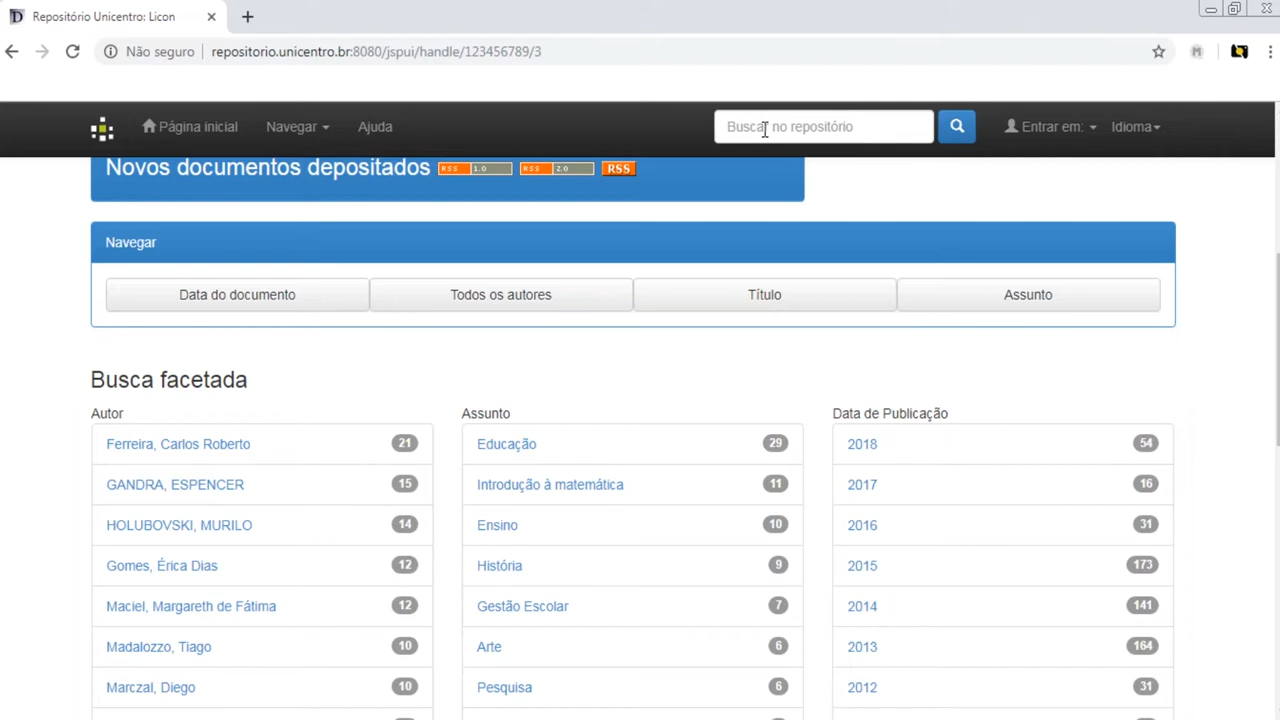 Repositório Unicentro: Licon
Não seguro
repositorio.unicentro.br:8080/jspui/handle/123456789/3
Página inicial
Navegar
Ajuda
Buscar no repositório
Entrar em:
Idioma
Novos documentos depositados
RSS 1.0
RSS 2.0
RSS
Navegar
Data do documento
Todos os autores
Título
Assunto
Busca facetada
Autor
Ferreira, Carlos Roberto 21
GANDRA, ESPENCER 15
HOLUBOVSKI, MURILO 14
Gomes, Érica Dias 12
Maciel, Margareth de Fátima 12
Madalozzo, Tiago 10
Marczal, Diego 10
Assunto
Educação 29
Introdução à matemática 11
Ensino 10
História 9
Gestão Escolar 7
Arte 6
Pesquisa 6
Data de Publicação
2018 54
2017 16
2016 31
2015 173
2014 141
2013 164
2012 31